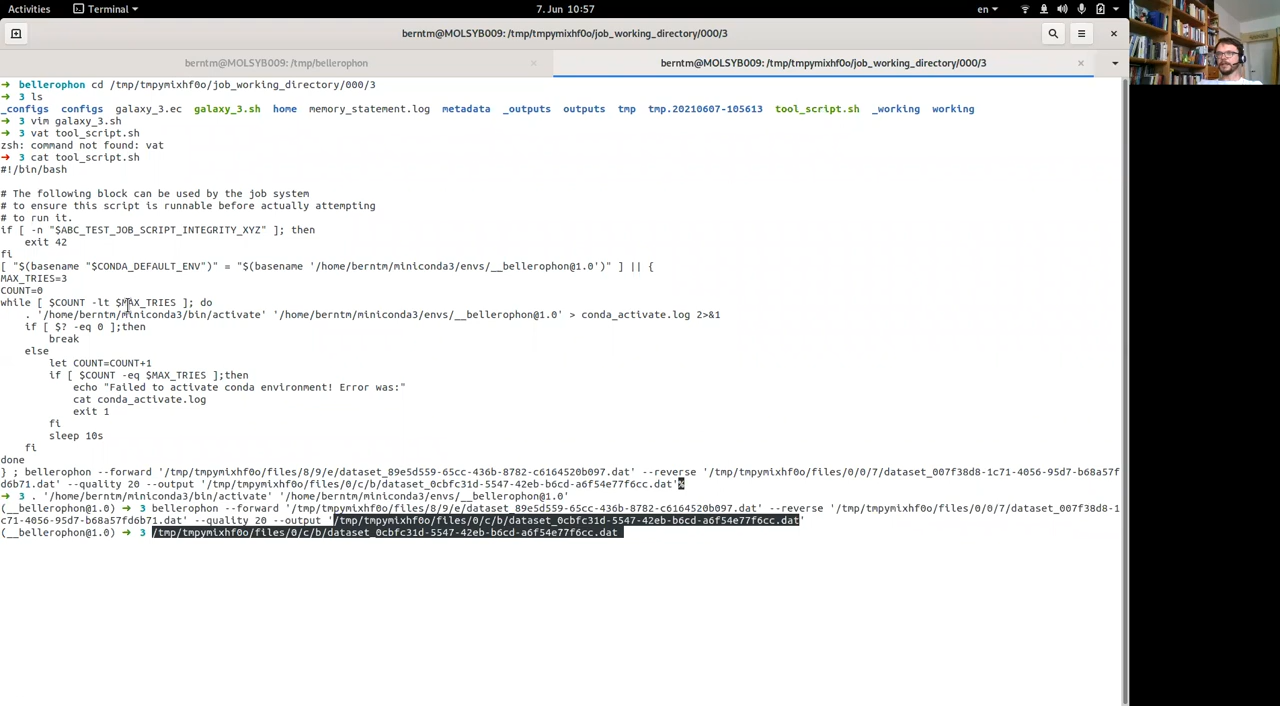 Activities
Terminal
7. Jun 10:57
en
berntm@MOLSYB009: /tmp/tmpymixhf0o/job_working_directory/000/3
berntm@MOLSYB009: /tmp/bellerophon
berntm@MOLSYB009: /tmp/tmpymixhf0o/job_working_directory/000/3
➜ bellerophon cd /tmp/tmpymixhf0o/job_working_directory/000/3
➜ 3 ls
_configs configs galaxy_3.ec galaxy_3.sh home memory_statement.log metadata _outputs outputs tmp tmp.20210607-105613 tool_script.sh _working working
➜ 3 vim galaxy_3.sh
➜ 3 vat tool_script.sh
zsh: command not found: vat
➜ 3 cat tool_script.sh
#!/bin/bash
# The following block can be used by the job system
# to ensure this script is runnable before actually attempting
# to run it.
if [ -n "$ABC_TEST_JOB_SCRIPT_INTEGRITY_XYZ" ]; then
    exit 42
fi
[ "$(basename "$CONDA_DEFAULT_ENV")" = "$(basename '/home/berntm/miniconda3/envs/__bellerophon@1.0')" ] || {
MAX_TRIES=3
COUNT=0
while [ $COUNT -lt $MAX_TRIES ]; do
    . '/home/berntm/miniconda3/bin/activate' '/home/berntm/miniconda3/envs/__bellerophon@1.0' > conda_activate.log 2>&1
    if [ $? -eq 0 ];then
        break
    else
        let COUNT=COUNT+1
        if [ $COUNT -eq $MAX_TRIES ];then
            echo "Failed to activate conda environment! Error was:"
            cat conda_activate.log
            exit 1
        fi
        sleep 10s
    fi
done
} ; bellerophon --forward '/tmp/tmpymixhf0o/files/8/9/e/dataset_89e5d559-65cc-436b-8782-c6164520b097.dat' --reverse '/tmp/tmpymixhf0o/files/0/0/7/dataset_007f38d8-1c71-4056-95d7-b68a57f
d6b71.dat' --quality 20 --output '/tmp/tmpymixhf0o/files/0/c/b/dataset_0cbfc31d-5547-42eb-b6cd-a6f54e77f6cc.dat'%
➜ 3 . '/home/berntm/miniconda3/bin/activate' '/home/berntm/miniconda3/envs/__bellerophon@1.0'
(__bellerophon@1.0) ➜ 3 bellerophon --forward '/tmp/tmpymixhf0o/files/8/9/e/dataset_89e5d559-65cc-436b-8782-c6164520b097.dat' --reverse '/tmp/tmpymixhf0o/files/0/0/7/dataset_007f38d8-1
c71-4056-95d7-b68a57fd6b71.dat' --quality 20 --output '/tmp/tmpymixhf0o/files/0/c/b/dataset_0cbfc31d-5547-42eb-b6cd-a6f54e77f6cc.dat'
(__bellerophon@1.0) ➜ 3 /tmp/tmpymixhf0o/files/0/c/b/dataset_0cbfc31d-5547-42eb-b6cd-a6f54e77f6cc.dat